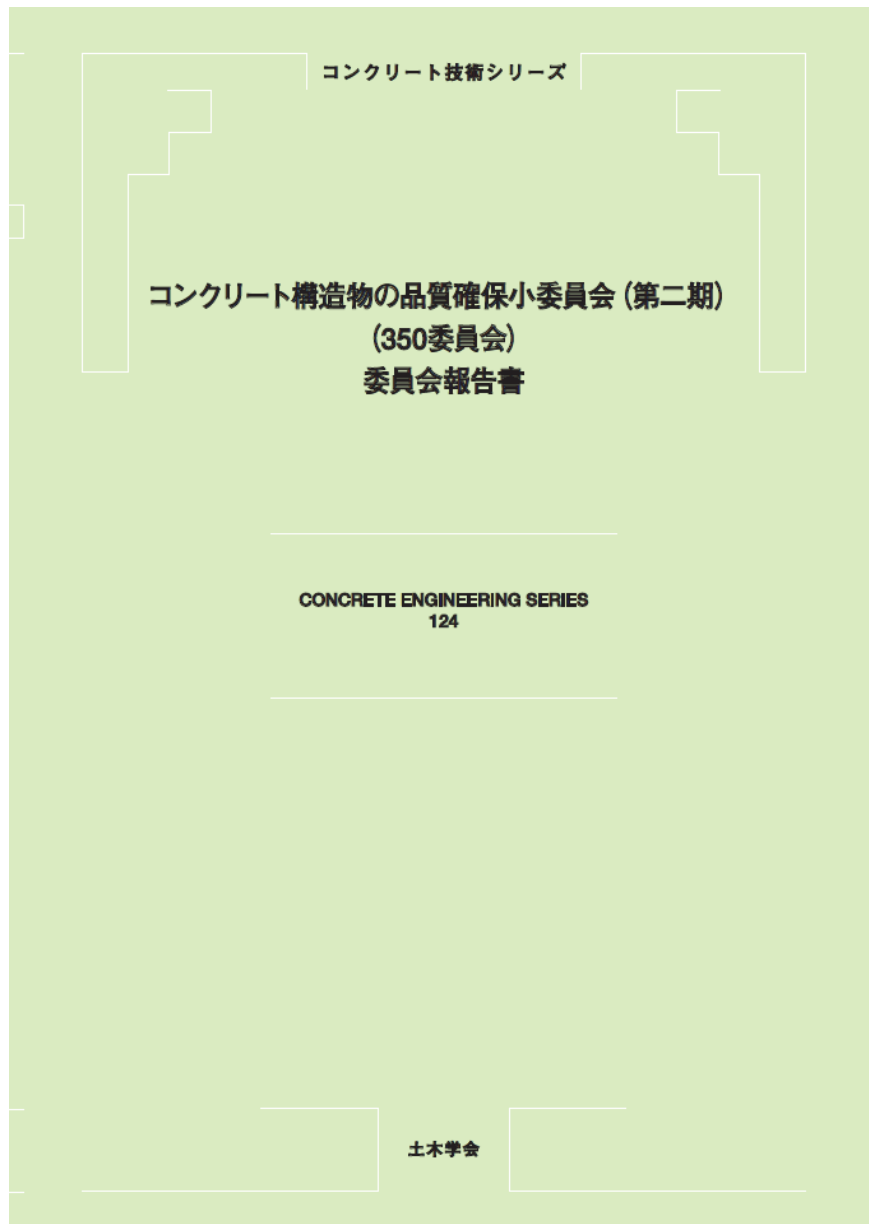 コンクリート技術シリーズ
コンクリート構造物の品質確保小委員会(第二期)
(350委員会)
委員会報告書
CONCRETE ENGINEERING SERIES
124
土木学会